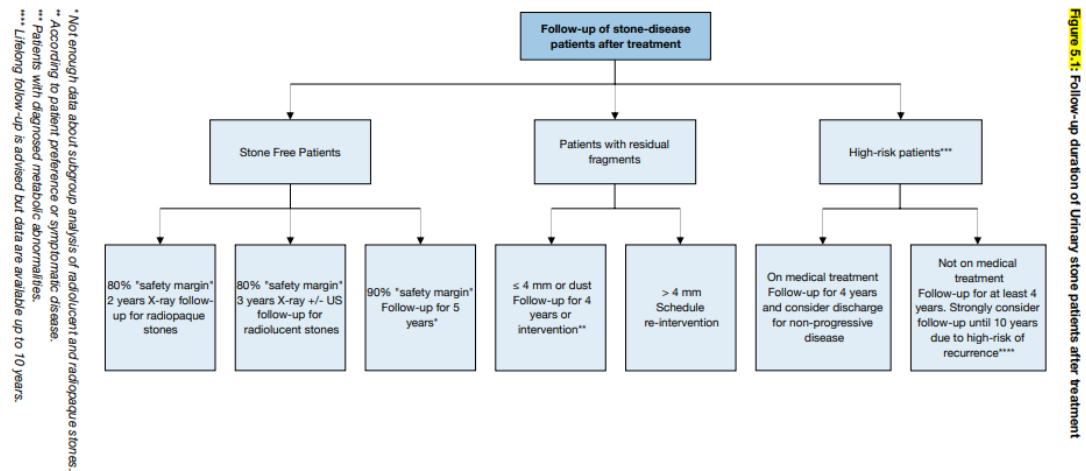 Figure 5.1: Follow-up duration of Urinary stone patients after treatment
Follow-up of stone-disease
patients after treatment
Stone Free Patients
Patients with residual
fragments
High-risk patients***
80% "safety margin"
2 years X-ray follow-
up for radiopaque
stones
80% "safety margin"
3 years X-ray +/- US
follow-up for
radiolucent stones
90% "safety margin"
Follow-up for 5
years*
≤ 4 mm or dust
Follow-up for 4
years or
intervention**
> 4 mm
Schedule
re-intervention
On medical treatment
Follow-up for 4 years
and consider discharge
for non-progressive
disease
Not on medical
treatment
Follow-up for at least 4
years. Strongly consider
follow-up until 10 years
due to high-risk of
recurrence****
* Not enough data about subgroup analysis of radiolucent and radiopaque stones.
** According to patient preference or symptomatic disease.
*** Patients with diagnosed metabolic abnormalities.
**** Lifelong follow-up is advised but data are available up to 10 years.